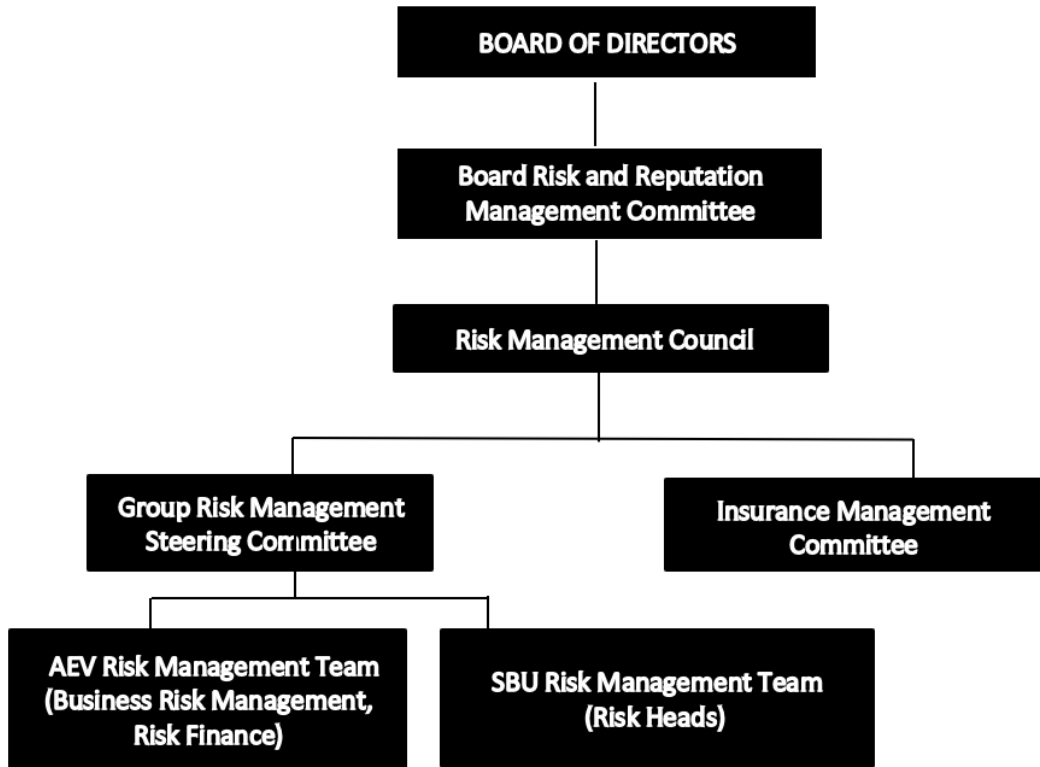 BOARD OF DIRECTORS
Board Risk and Reputation
Management Committee
Risk Management Council
Group Risk Management
Steering Committee
Insurance Management
Committee
AEV Risk Management Team
(Business Risk Management,
Risk Finance)
SBU Risk Management Team
(Risk Heads)